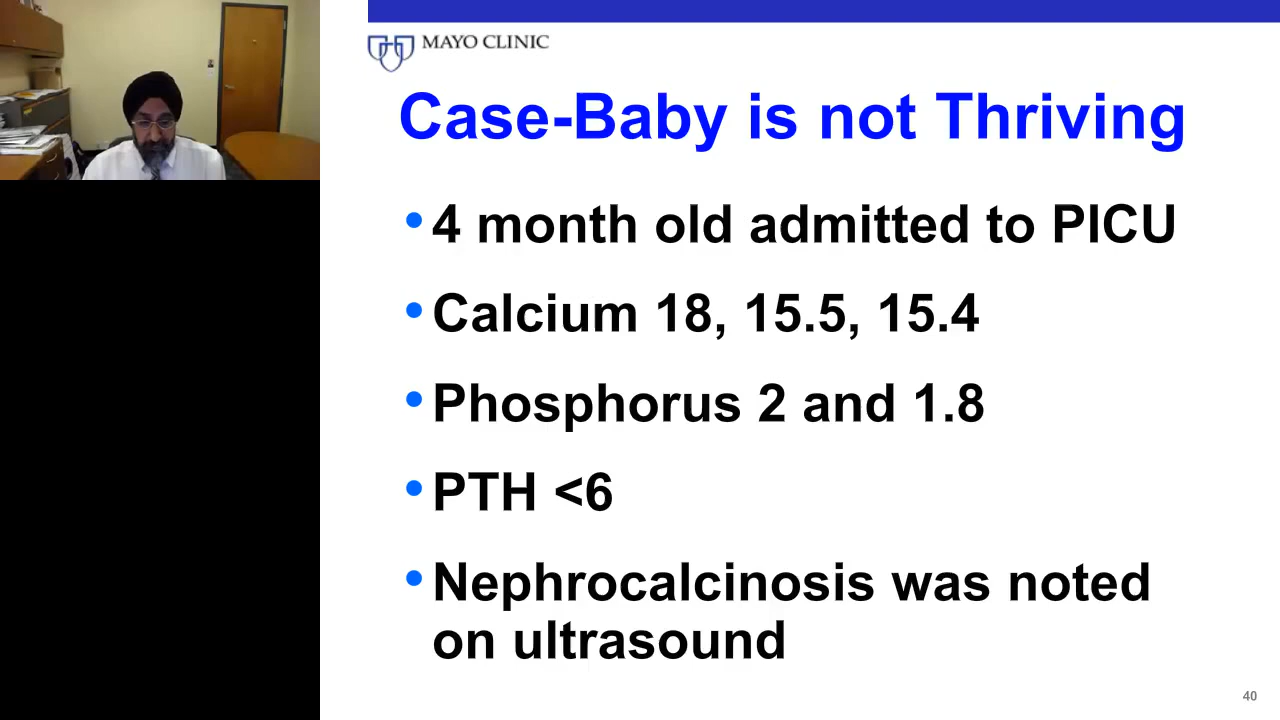 MAYO CLINIC
Case-Baby is not Thriving
• 4 month old admitted to PICU
• Calcium 18, 15.5, 15.4
• Phosphorus 2 and 1.8
• PTH <6
• Nephrocalcinosis was noted
on ultrasound
40